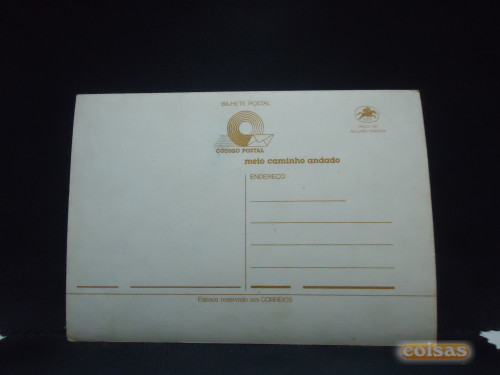 BILHETE POSTAL
CÓDIGO POSTAL
meio caminho andado
ENDEREÇO
Espaço reservado aos CORREIOS
coisas